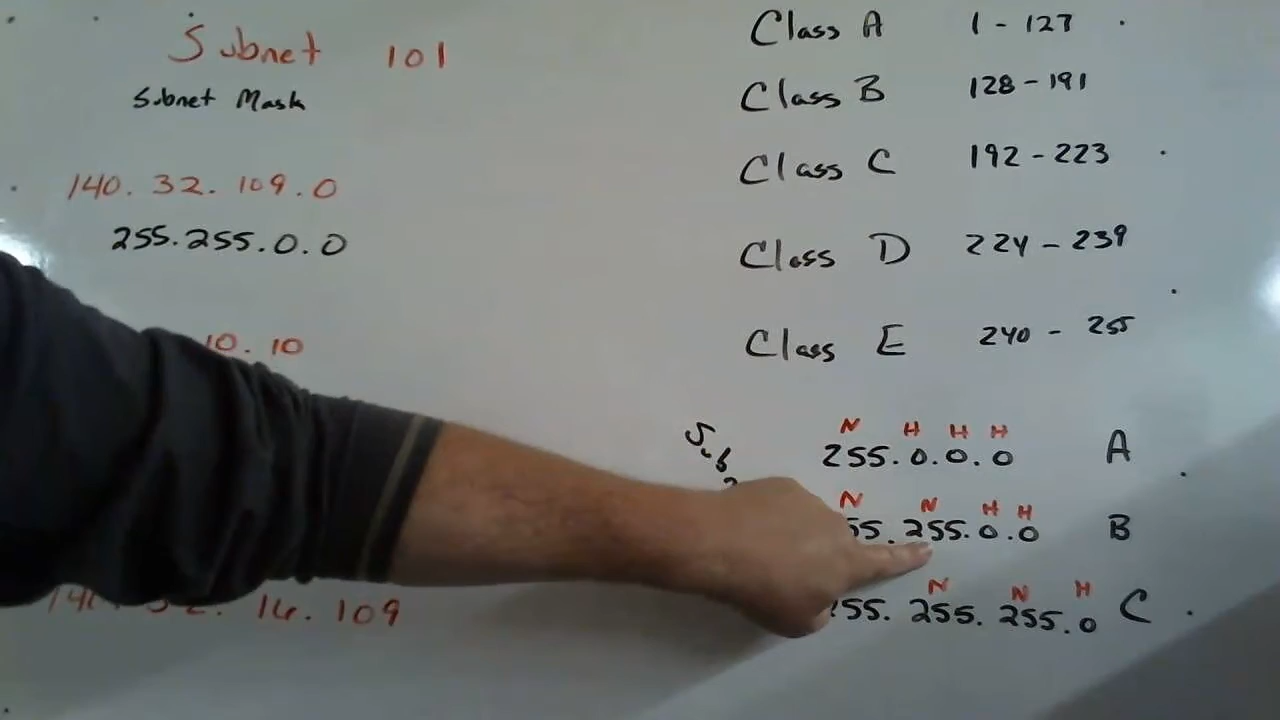 Subnet 101
Subnet Mask
140. 32. 109. 0
255.255.0.0
10. 10
14. 109
Class A 1 - 127
Class B 128 - 191
Class C 192 - 223
Class D 224 - 239
Class E 240 - 255
N H H H
255.0.0.0 A
N N H H
55.255.0.0 B
N N H
255. 255.0 C